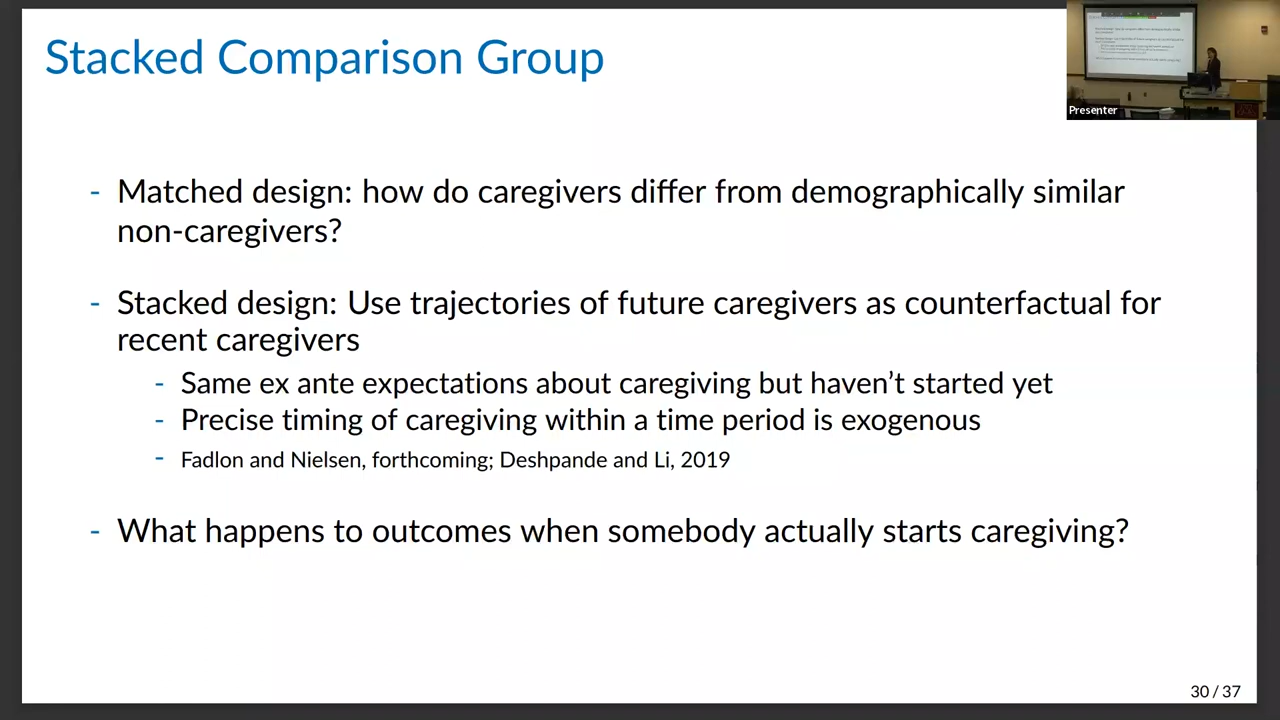 Stacked Comparison Group
Presenter
- Matched design: how do caregivers differ from demographically similar
non-caregivers?
- Stacked design: Use trajectories of future caregivers as counterfactual for
recent caregivers
- Same ex ante expectations about caregiving but haven’t started yet
- Precise timing of caregiving within a time period is exogenous
- Fadlon and Nielsen, forthcoming; Deshpande and Li, 2019
- What happens to outcomes when somebody actually starts caregiving?
30 / 37